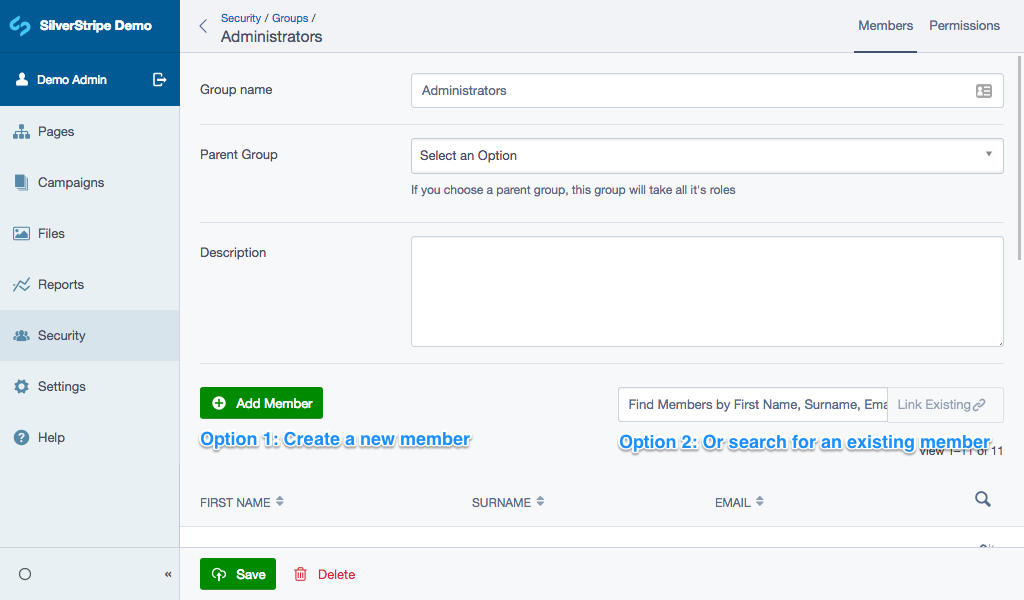 SilverStripe Demo
Demo Admin
Pages
Campaigns
Files
Reports
Security
Settings
Help
«
Security / Groups /
Administrators
Members
Permissions
Group name
Administrators
Parent Group
Select an Option
If you choose a parent group, this group will take all it's roles
Description
Add Member
Find Members by First Name, Surname, Ema
Link Existing
Option 1: Create a new member
Option 2: Or search for an existing member
View 1–11 of 11
FIRST NAME
SURNAME
EMAIL
Save
Delete